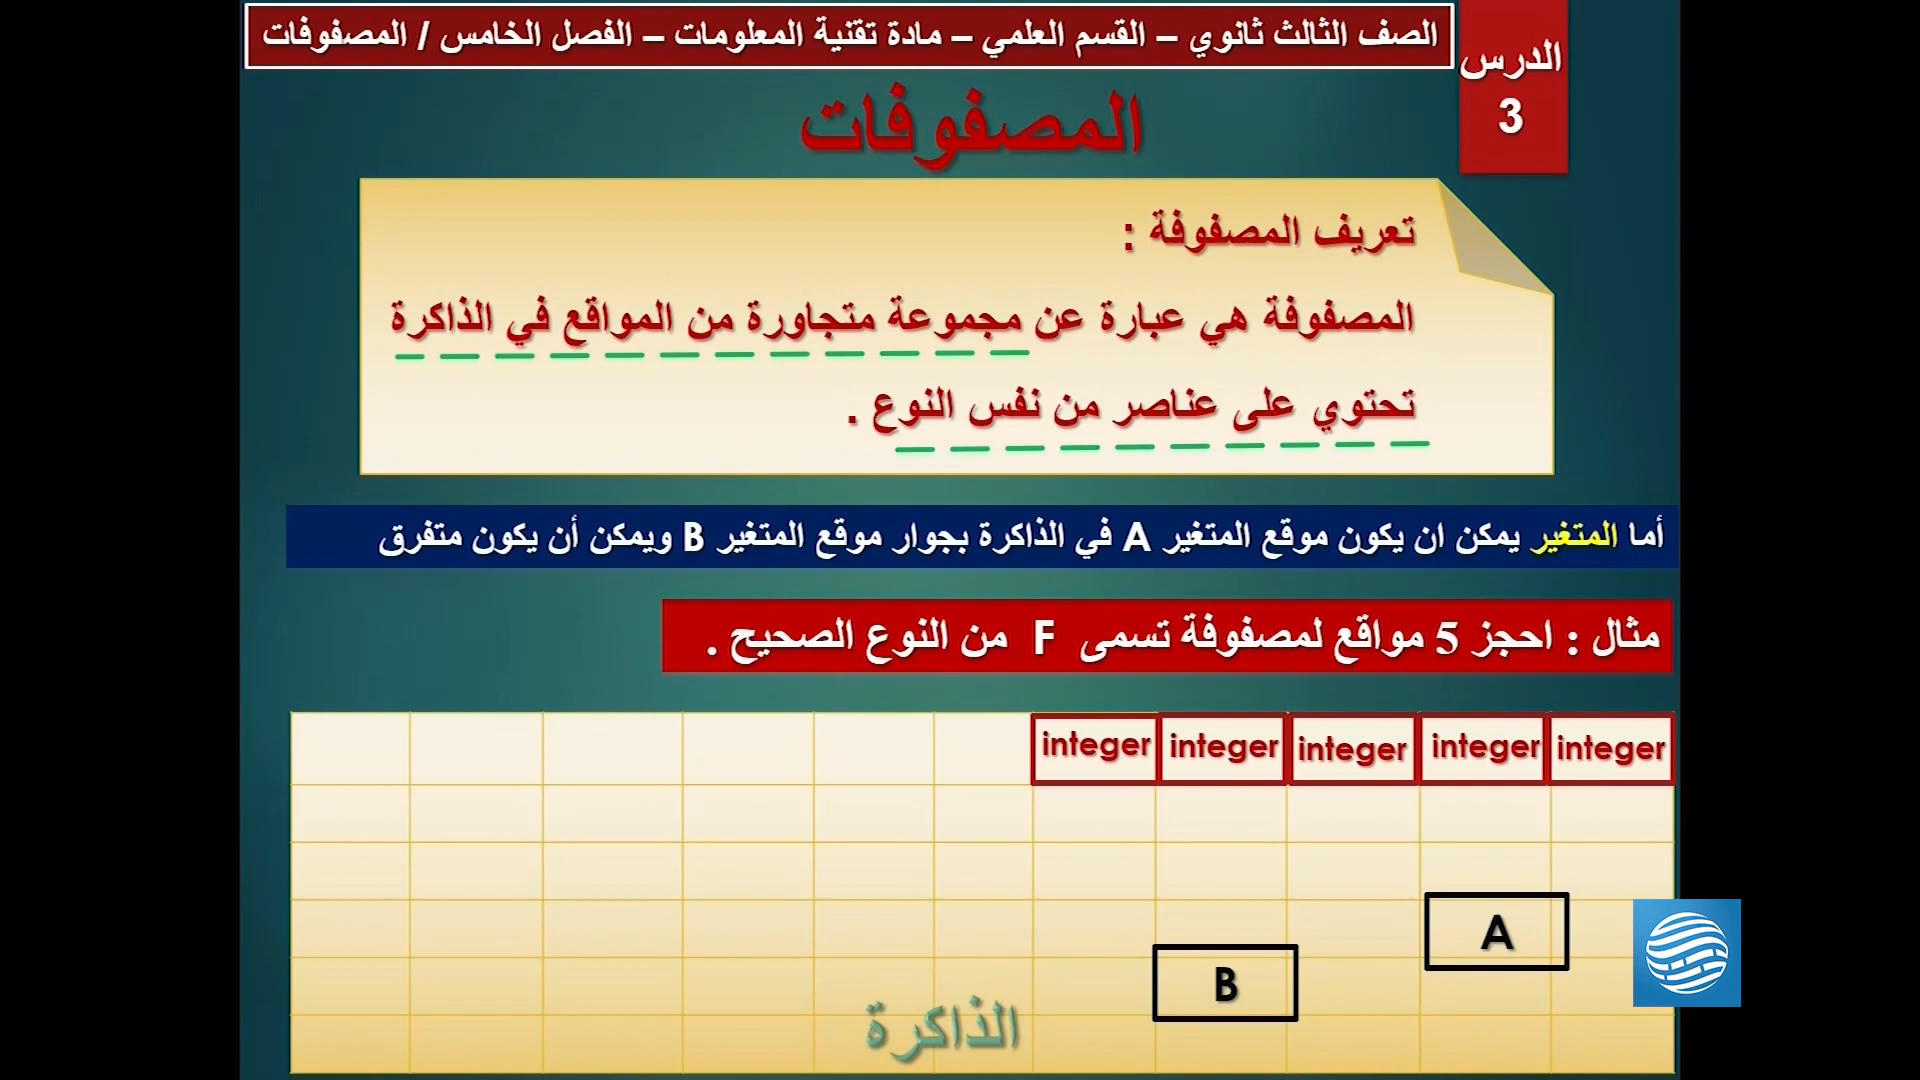 الصف الثالث ثانوي – القسم العلمي – مادة تقنية المعلومات – الفصل الخامس / المصفوفات
الدرس
3
المصفوفات
تعريف المصفوفة :
المصفوفة هي عبارة عن مجموعة متجاورة من المواقع في الذاكرة
تحتوي على عناصر من نفس النوع .
أما المتغير يمكن ان يكون موقع المتغير A في الذاكرة بجوار موقع المتغير B ويمكن أن يكون متفرق
مثال : احجز 5 مواقع لمصفوفة تسمى F من النوع الصحيح .
integer integer integer integer integer
A
B
الذاكرة